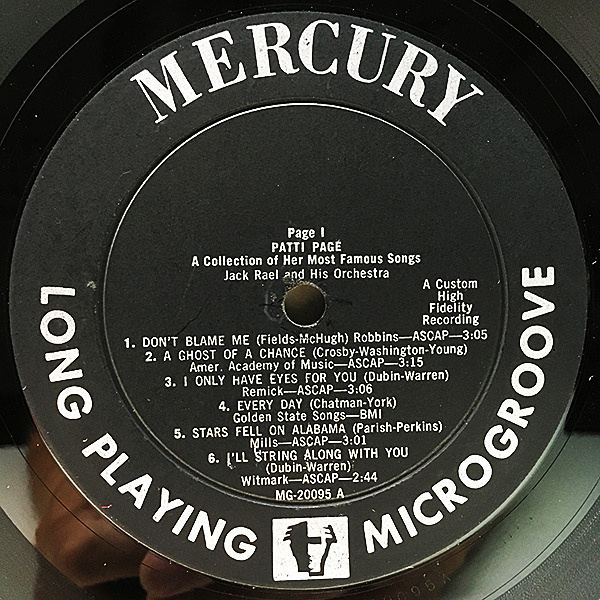 MERCURY
Page I
PATTI PAGE
A Collection of Her Most Famous Songs
Jack Rael and His Orchestra
A Custom
High
Fidelity
Recording
1. DON'T BLAME ME (Fields-McHugh) Robbins—ASCAP—3:05
2. A GHOST OF A CHANCE (Crosby-Washington-Young)
Amer. Academy of Music—ASCAP—3:15
3. I ONLY HAVE EYES FOR YOU (Dubin-Warren)
Remick—ASCAP—3:06
4. EVERY DAY (Chatman-York)
Golden State Songs—BMI
5. STARS FELL ON ALABAMA (Parish-Perkins)
Mills—ASCAP—3:01
6. I'LL STRING ALONG WITH YOU
(Dubin-Warren)
Witmark—ASCAP—2:44
MG-20095 A
LONG PLAYING MICROGROOVE